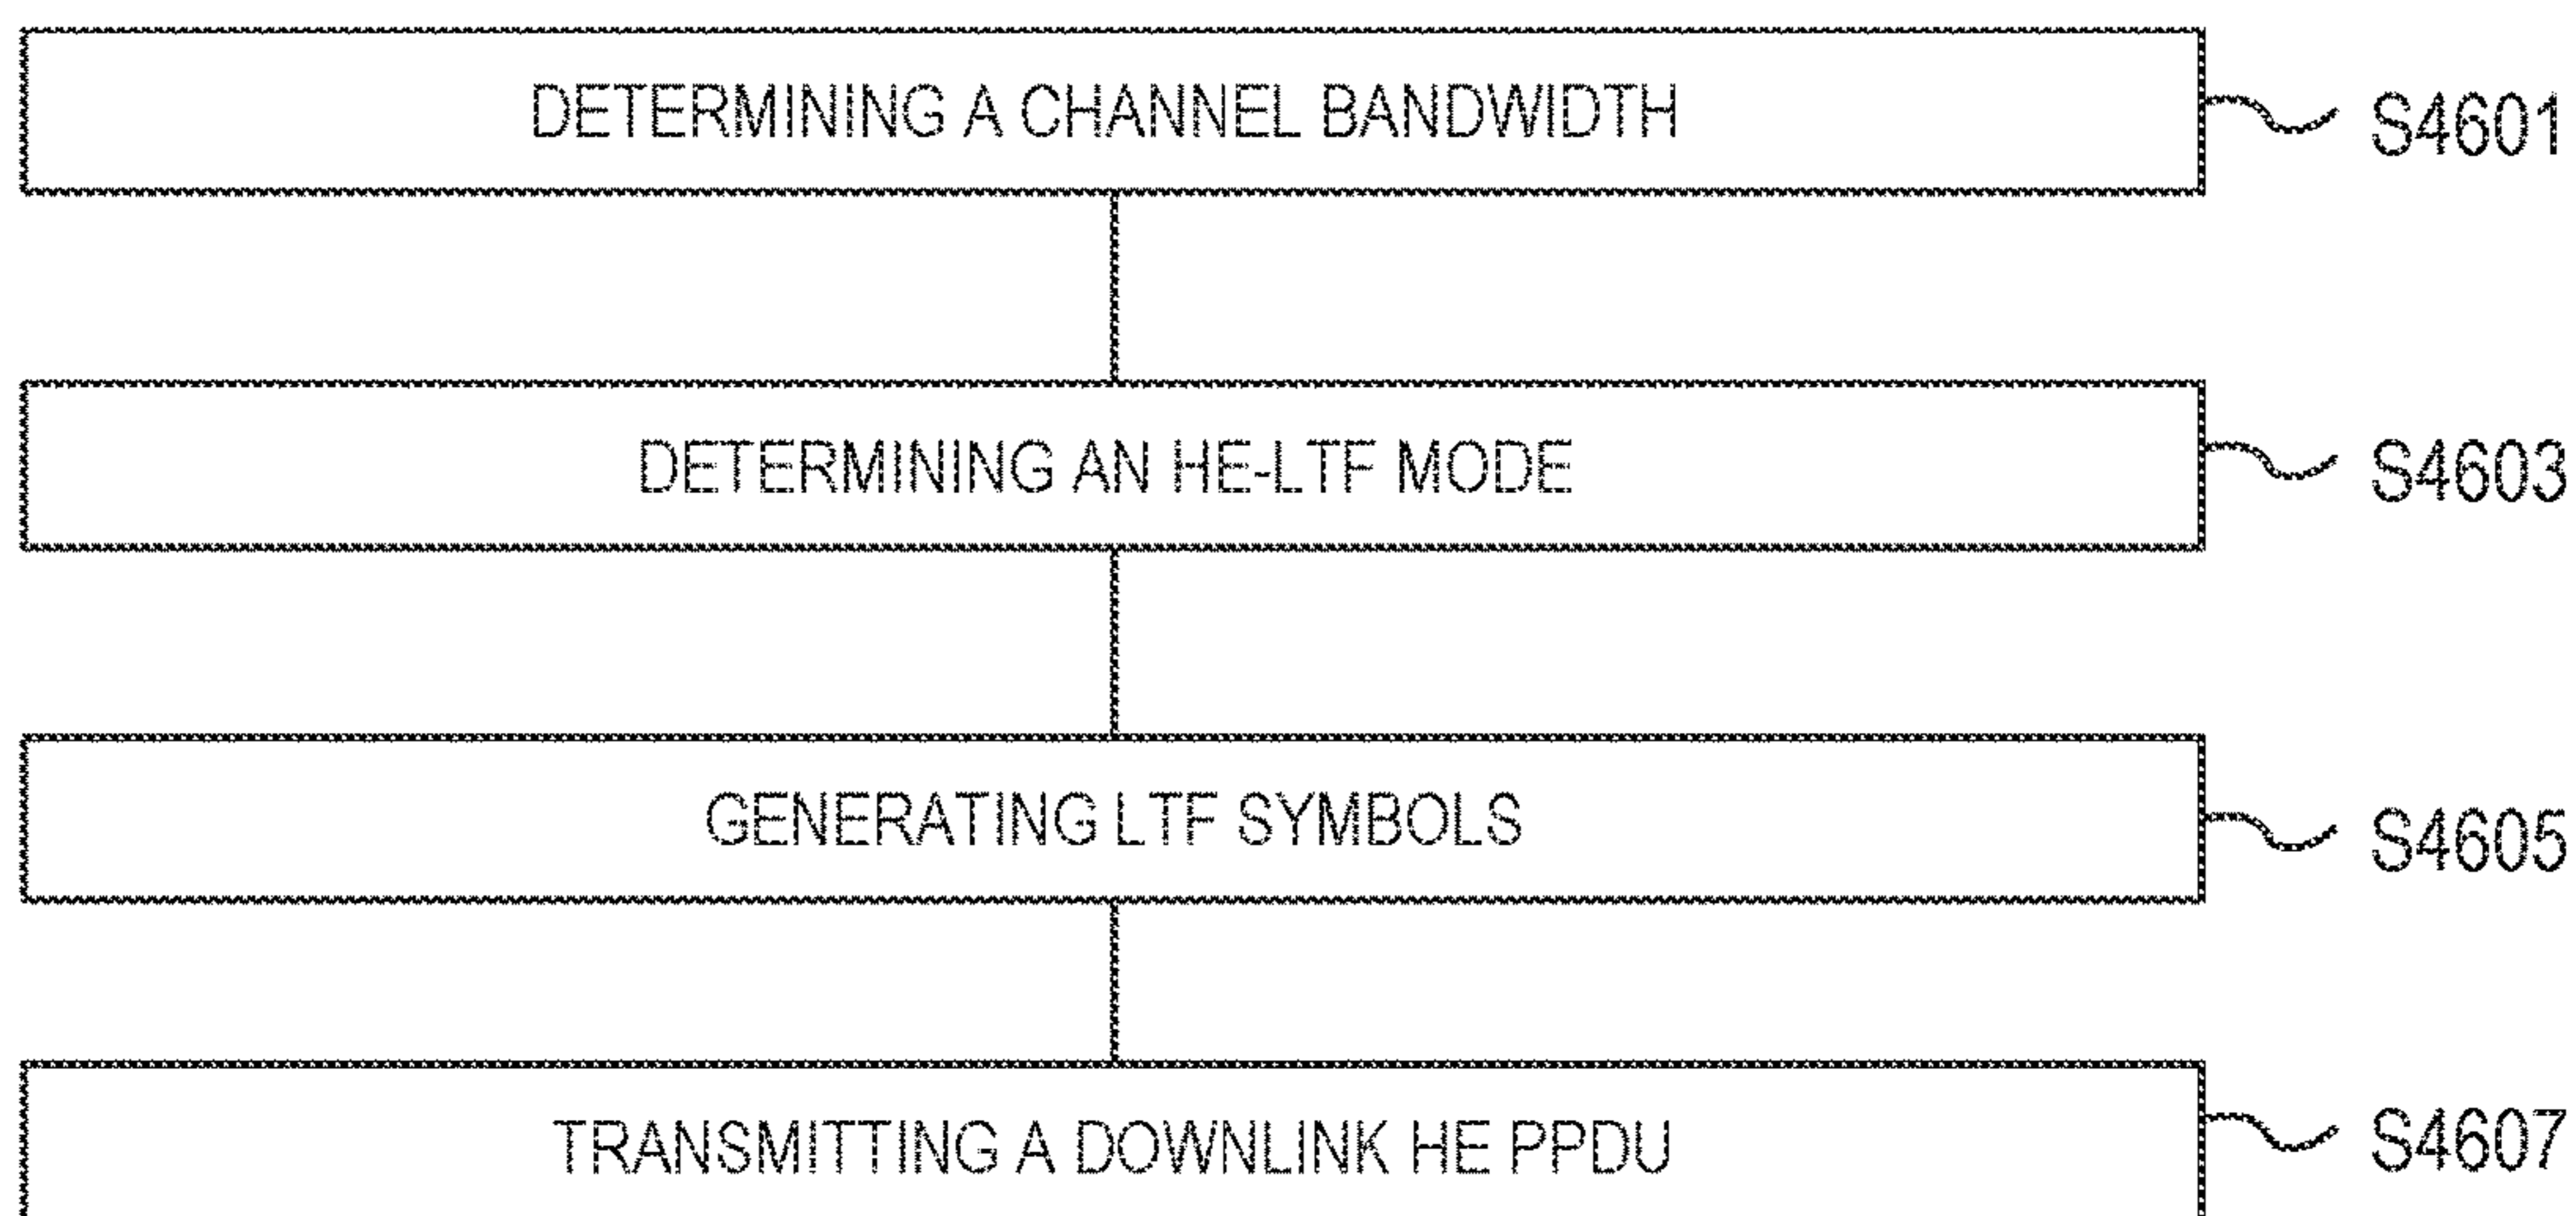 DETERMINING A CHANNEL BANDWIDTH S4601
DETERMINING AN HE-LTF MODE S4603
GENERATING LTF SYMBOLS S4605
TRANSMITTING A DOWNLINK HE PPDU S4607